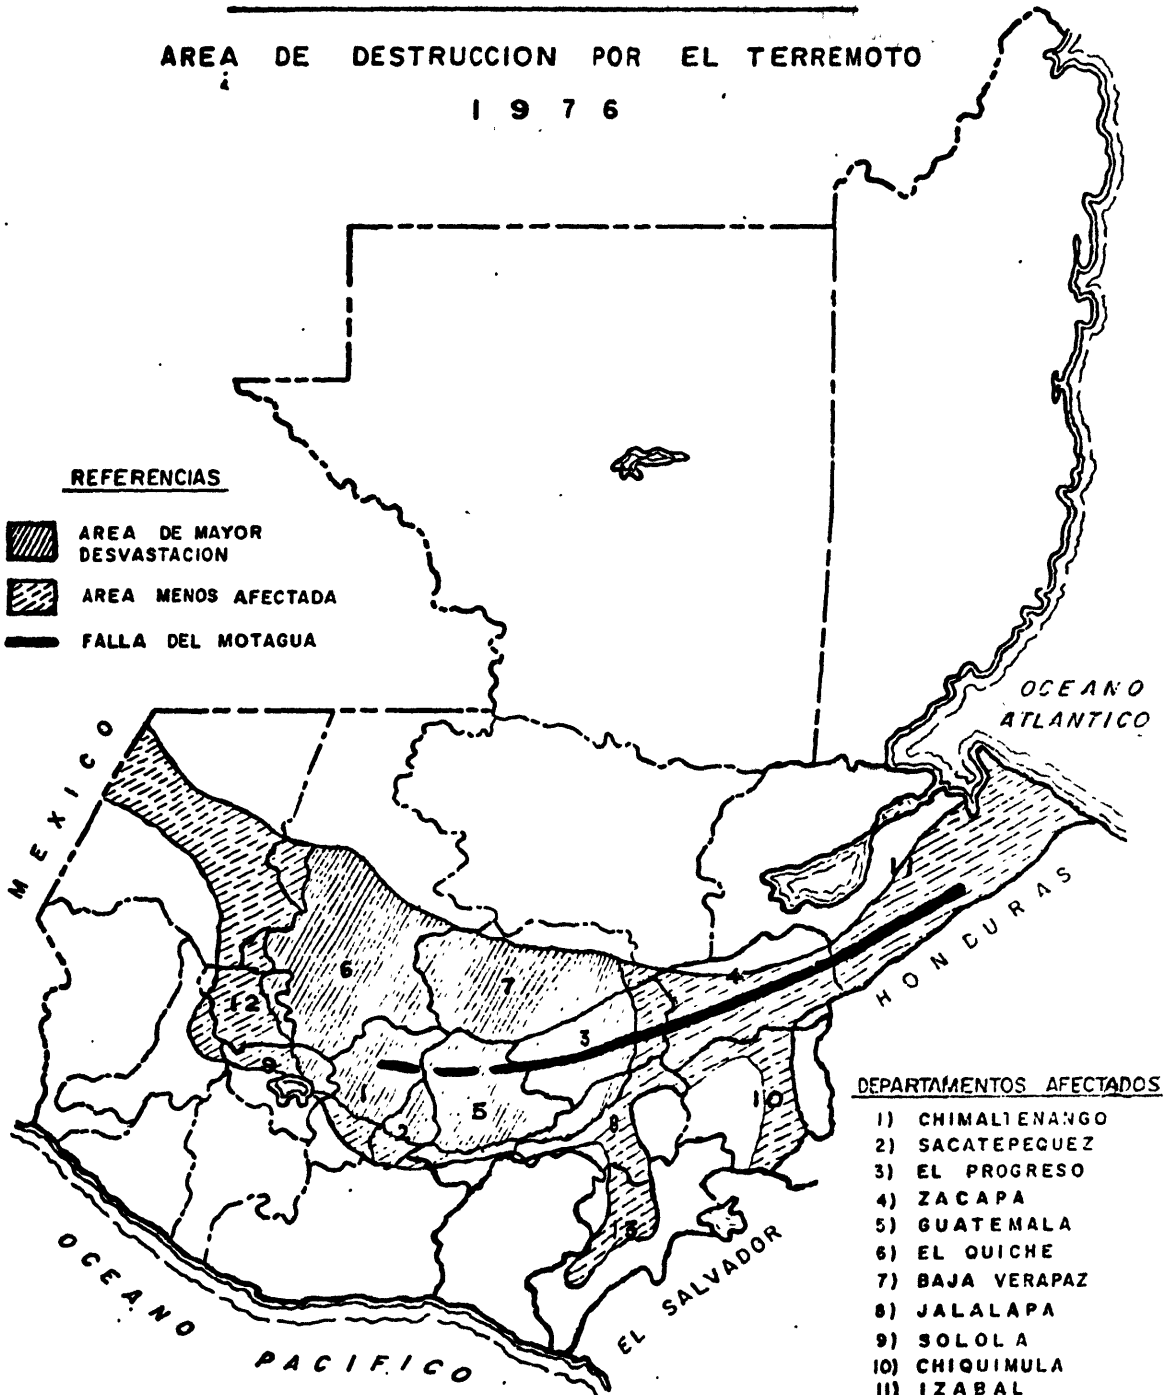 AREA DE DESTRUCCION POR EL TERREMOTO
1976
REFERENCIAS
AREA DE MAYOR
DESVASTACION
AREA MENOS AFECTADA
FALLA DEL MOTAGUA
OCEANO
ATLANTICO
MEXICO
HONDURAS
11
4
6
7
12
3
9
1
5
2
8
10
13
EL SALVADOR
OCEANO PACIFICO
DEPARTAMENTOS AFECTADOS
1) CHIMALTENANGO
2) SACATEPEQUEZ
3) EL PROGRESO
4) ZACAPA
5) GUATEMALA
6) EL QUICHE
7) BAJA VERAPAZ
8) JALALAPA
9) SOLOLA
10) CHIQUIMULA
11) IZABAL